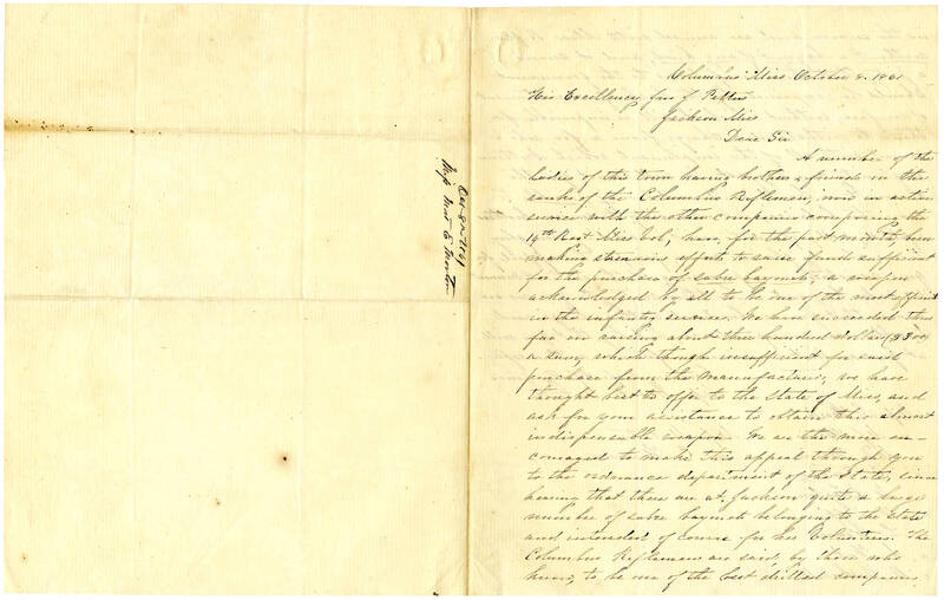 Oct 8th 1861
Miss Mat E Morton
Columbus Miss October 8. 1861
His Excellency Jno J Pettus
Jackson Miss
Dear Sir
A number of the
ladies of this town having brothers & friends in the
ranks of the Columbus Riflemen, now in active
service with the other companies composing the
14th Regt Miss Vol, have, for the past month, been
making strenuous efforts to raise funds sufficient
for the purchase of sabre bayonets; a weapon
acknowledged by all to be one of the most efficient
in the infantry service. We have succeeded thus
far in raising about three hundred dollars ($300)
a sum, which though insufficient for said
purchase from the manufacturer, we have
thought best to offer to the State of Miss, and
ask for your assistance to obtain this almost
indispensable weapon. We are the more en-
couraged to make this appeal through you
to the ordnance department of the State, since
hearing that there are at Jackson quite a large
number of sabre bayonets belonging to the State
and intended of course for her Volunteers. The
Columbus Riflemen are said, by those who
know, to be one of the best drilled companies